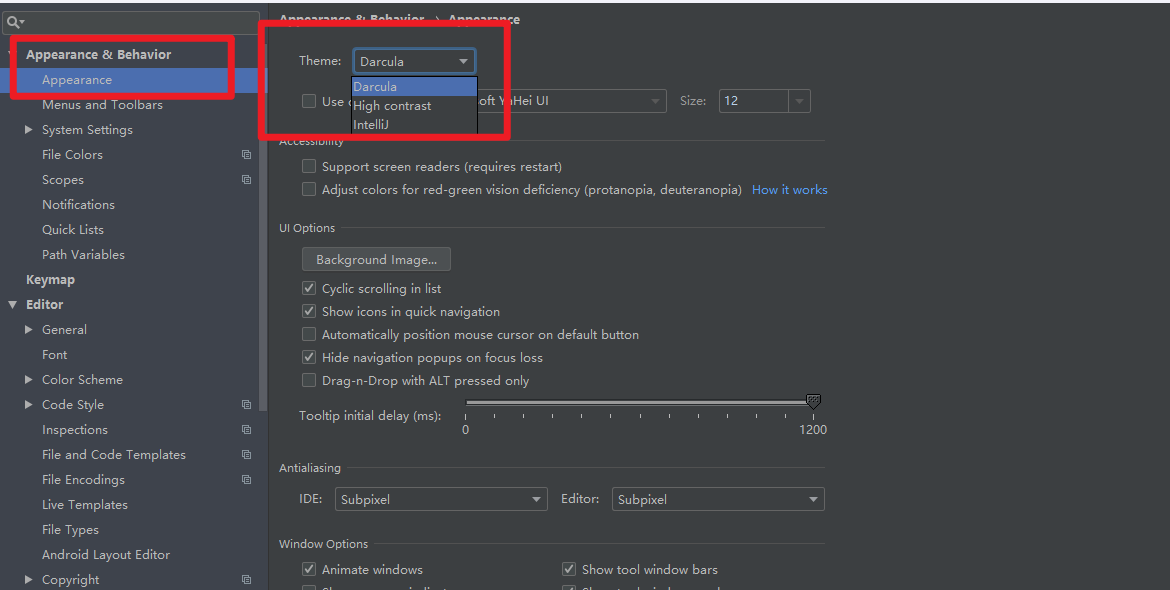 Appearance & Behavior › Appearance
Appearance & Behavior
Appearance
Menus and Toolbars
System Settings
File Colors
Scopes
Notifications
Quick Lists
Path Variables
Keymap
Editor
General
Font
Color Scheme
Code Style
Inspections
File and Code Templates
File Encodings
Live Templates
File Types
Android Layout Editor
Copyright
Theme: Darcula
Darcula
High contrast
IntelliJ
Use YaHei UI Size: 12
Accessibility
Support screen readers (requires restart)
Adjust colors for red-green vision deficiency (protanopia, deuteranopia) How it works
UI Options
Background Image...
Cyclic scrolling in list
Show icons in quick navigation
Automatically position mouse cursor on default button
Hide navigation popups on focus loss
Drag-n-Drop with ALT pressed only
Tooltip initial delay (ms):
0 1200
Antialiasing
IDE: Subpixel Editor: Subpixel
Window Options
Animate windows Show tool window bars